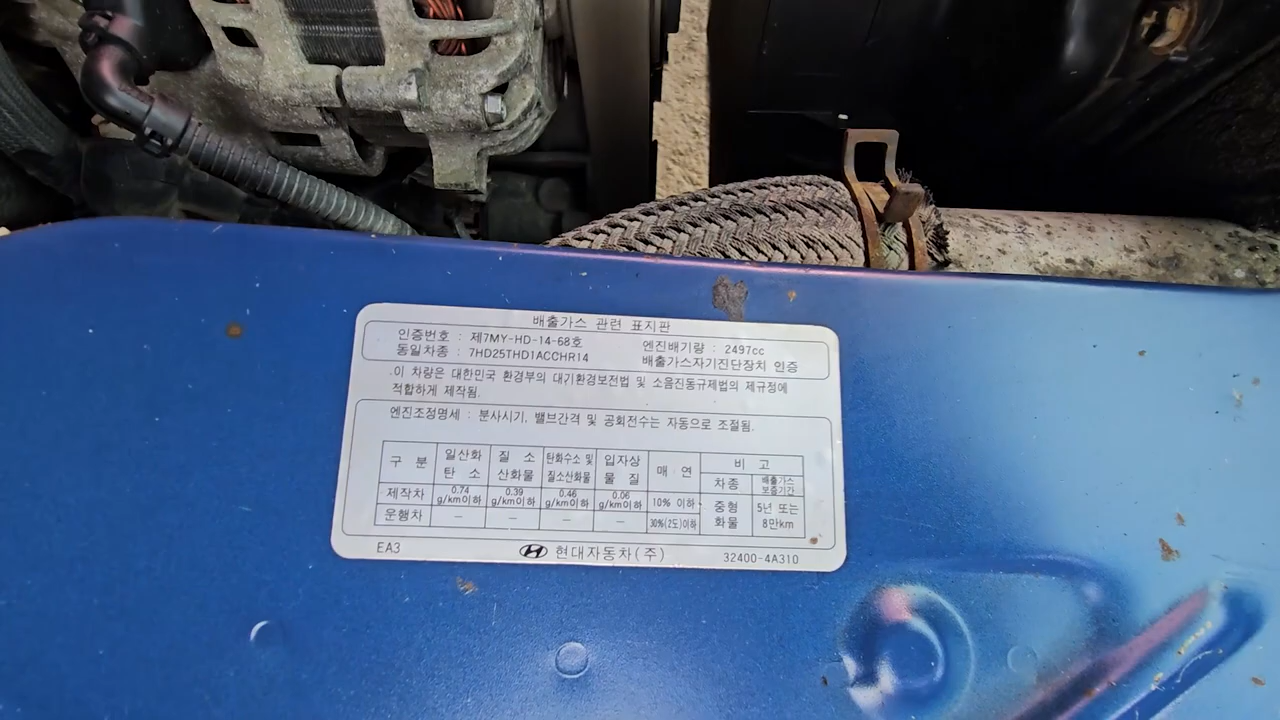 배출가스 관련 표지판
인증번호 : 제7MY-HD-14-68호 엔진배기량 : 2497cc
동일차종 : 7HD25THD1ACCHR14 배출가스자기진단장치 인증
.이 차량은 대한민국 환경부의 대기환경보전법 및 소음진동규제법의 제규정에
적합하게 제작됨.
엔진조정명세 : 분사시기, 밸브간격 및 공회전수는 자동으로 조절됨.
구 분 일산화 탄 소 질 소 산화물 탄화수소 및 질소산화물 입자상 물 질 매 연 비 고
차종 배출가스 보증기간
제작차 0.74 g/km이하 0.39 g/km이하 0.46 g/km이하 0.06 g/km이하 10% 이하 중형 화물 5년 또는 8만km
운행차 — — — — 30%(2도)이하
EA3 현대자동차(주) 32400-4A310